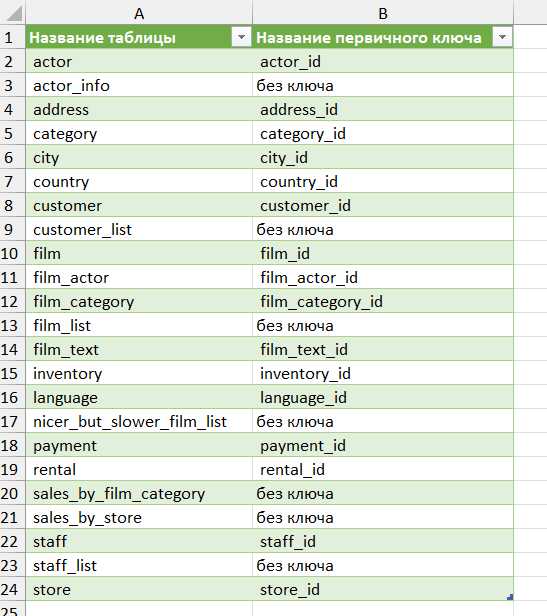 A B
1 Название таблицы Название первичного ключа
2 actor actor_id
3 actor_info без ключа
4 address address_id
5 category category_id
6 city city_id
7 country country_id
8 customer customer_id
9 customer_list без ключа
10 film film_id
11 film_actor film_actor_id
12 film_category film_category_id
13 film_list без ключа
14 film_text film_text_id
15 inventory inventory_id
16 language language_id
17 nicer_but_slower_film_list без ключа
18 payment payment_id
19 rental rental_id
20 sales_by_film_category без ключа
21 sales_by_store без ключа
22 staff staff_id
23 staff_list без ключа
24 store store_id
25